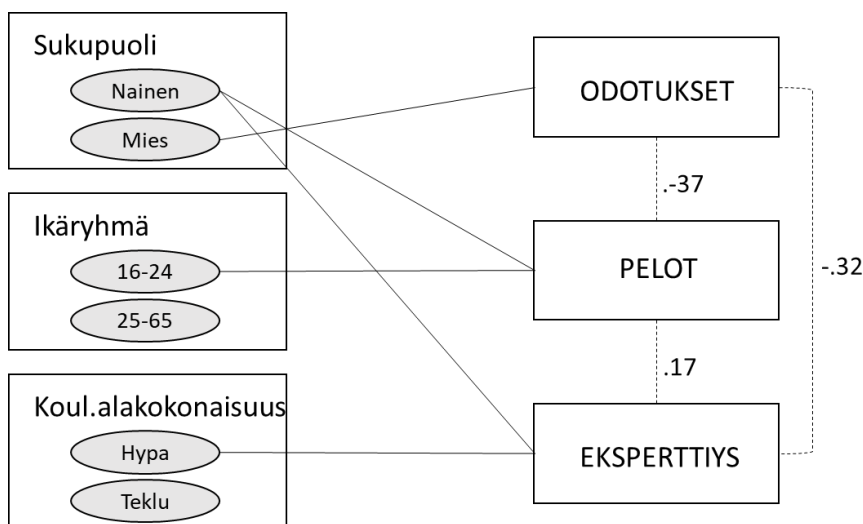 Sukupuoli
Nainen
Mies
Ikäryhmä
16-24
25-65
Koul.alakokonaisuus
Hypa
Teklu
ODOTUKSET
.-37
PELOT
-.32
.17
EKSPERTTIYS